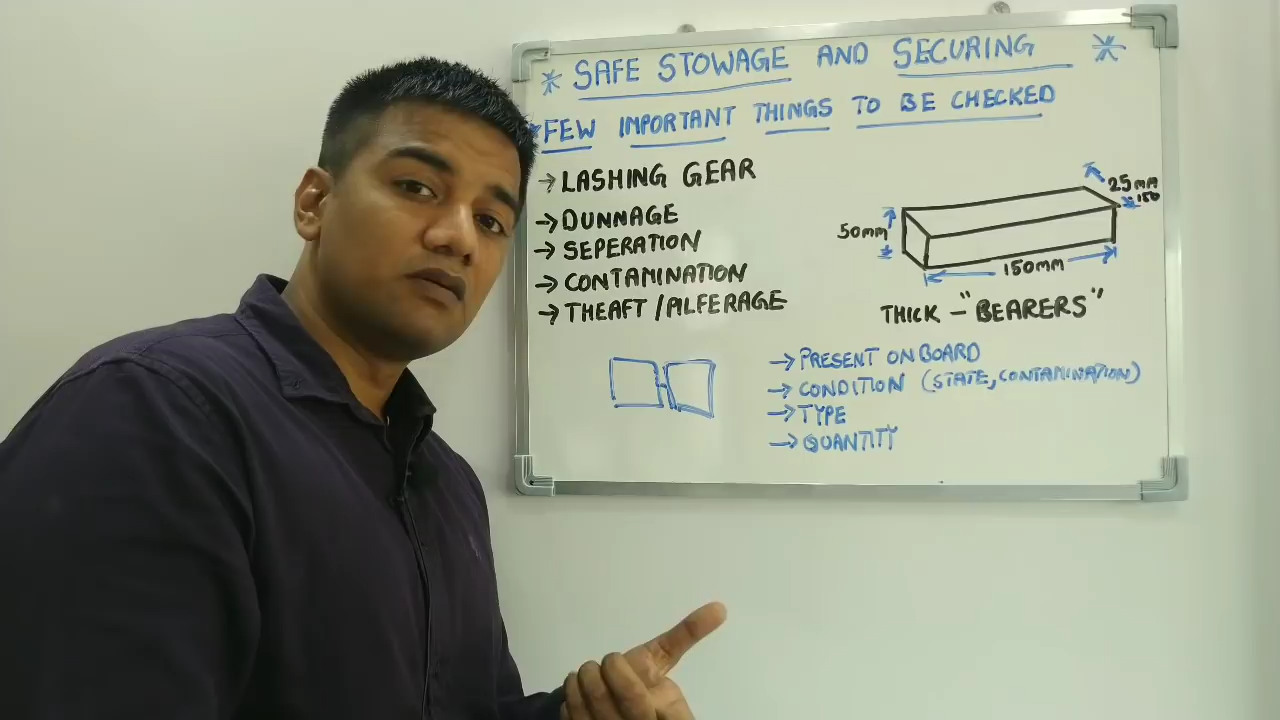 * SAFE STOWAGE AND SECURING *
*FEW IMPORTANT THINGS TO BE CHECKED
→ LASHING GEAR
→ DUNNAGE
→ SEPERATION
→ CONTAMINATION
→ THEAFT / PILFERAGE
25mm
150
50mm
150mm
THICK - "BEARERS"
→ PRESENT ON BOARD
→ CONDITION (STATE, CONTAMINATION)
→ TYPE
→ QUANTITY